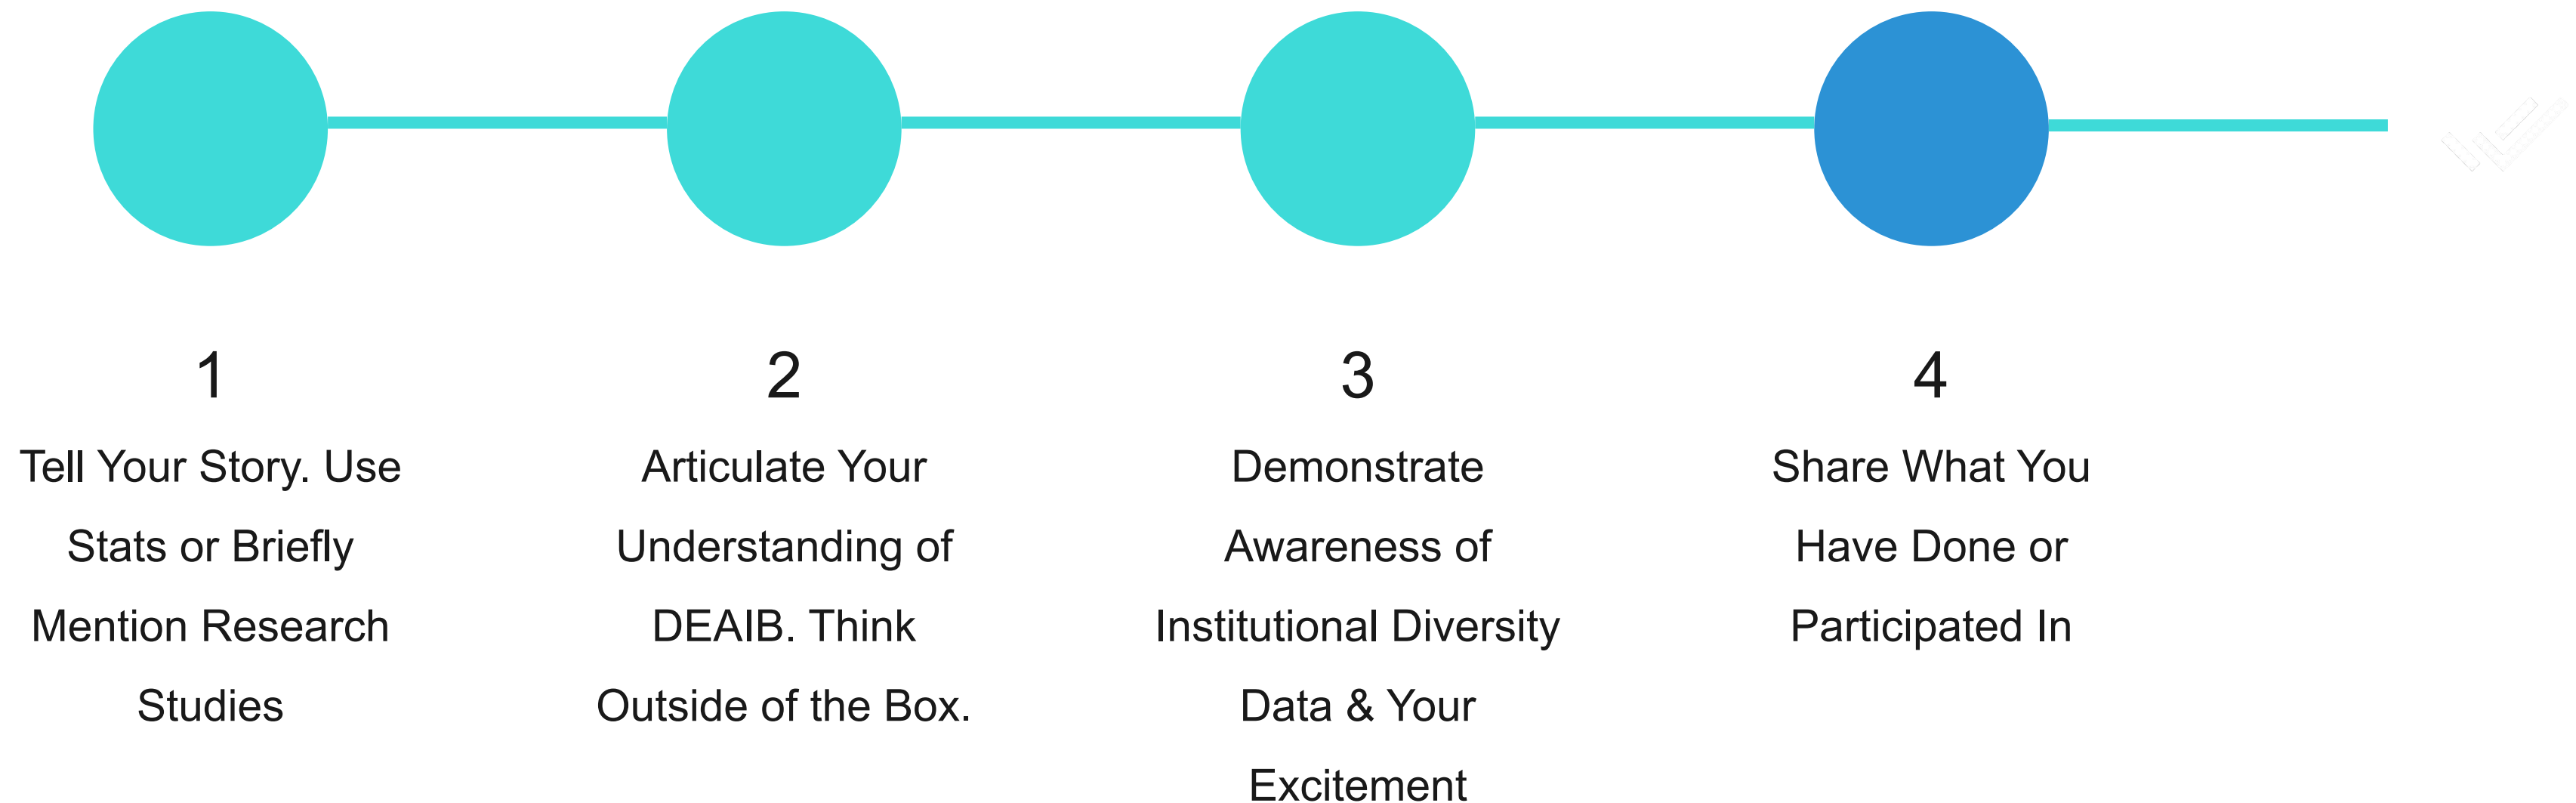 1
Tell Your Story. Use
Stats or Briefly
Mention Research
Studies
2
Articulate Your
Understanding of
DEAIB. Think
Outside of the Box.
3
Demonstrate
Awareness of
Institutional Diversity
Data & Your
Excitement
4
Share What You
Have Done or
Participated In